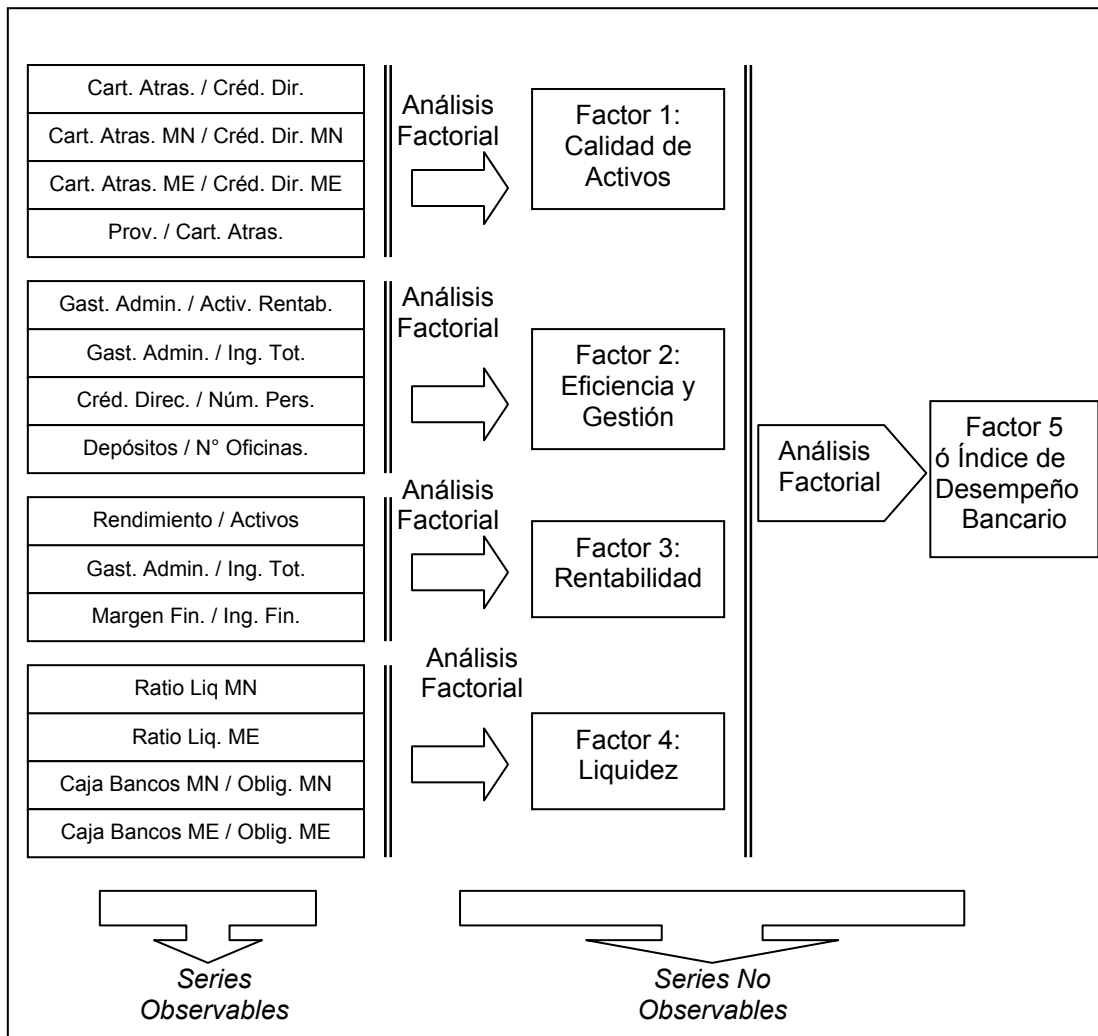 Cart. Atras. / Créd. Dir.
Cart. Atras. MN / Créd. Dir. MN
Cart. Atras. ME / Créd. Dir. ME
Prov. / Cart. Atras.
Análisis
Factorial
Factor 1:
Calidad de
Activos
Gast. Admin. / Activ. Rentab.
Gast. Admin. / Ing. Tot.
Créd. Direc. / Núm. Pers.
Depósitos / N° Oficinas.
Análisis
Factorial
Factor 2:
Eficiencia y
Gestión
Rendimiento / Activos
Gast. Admin. / Ing. Tot.
Margen Fin. / Ing. Fin.
Análisis
Factorial
Factor 3:
Rentabilidad
Ratio Liq MN
Ratio Liq. ME
Caja Bancos MN / Oblig. MN
Caja Bancos ME / Oblig. ME
Análisis
Factorial
Factor 4:
Liquidez
Análisis
Factorial
Factor 5
ó Índice de
Desempeño
Bancario
Series
Observables
Series No
Observables